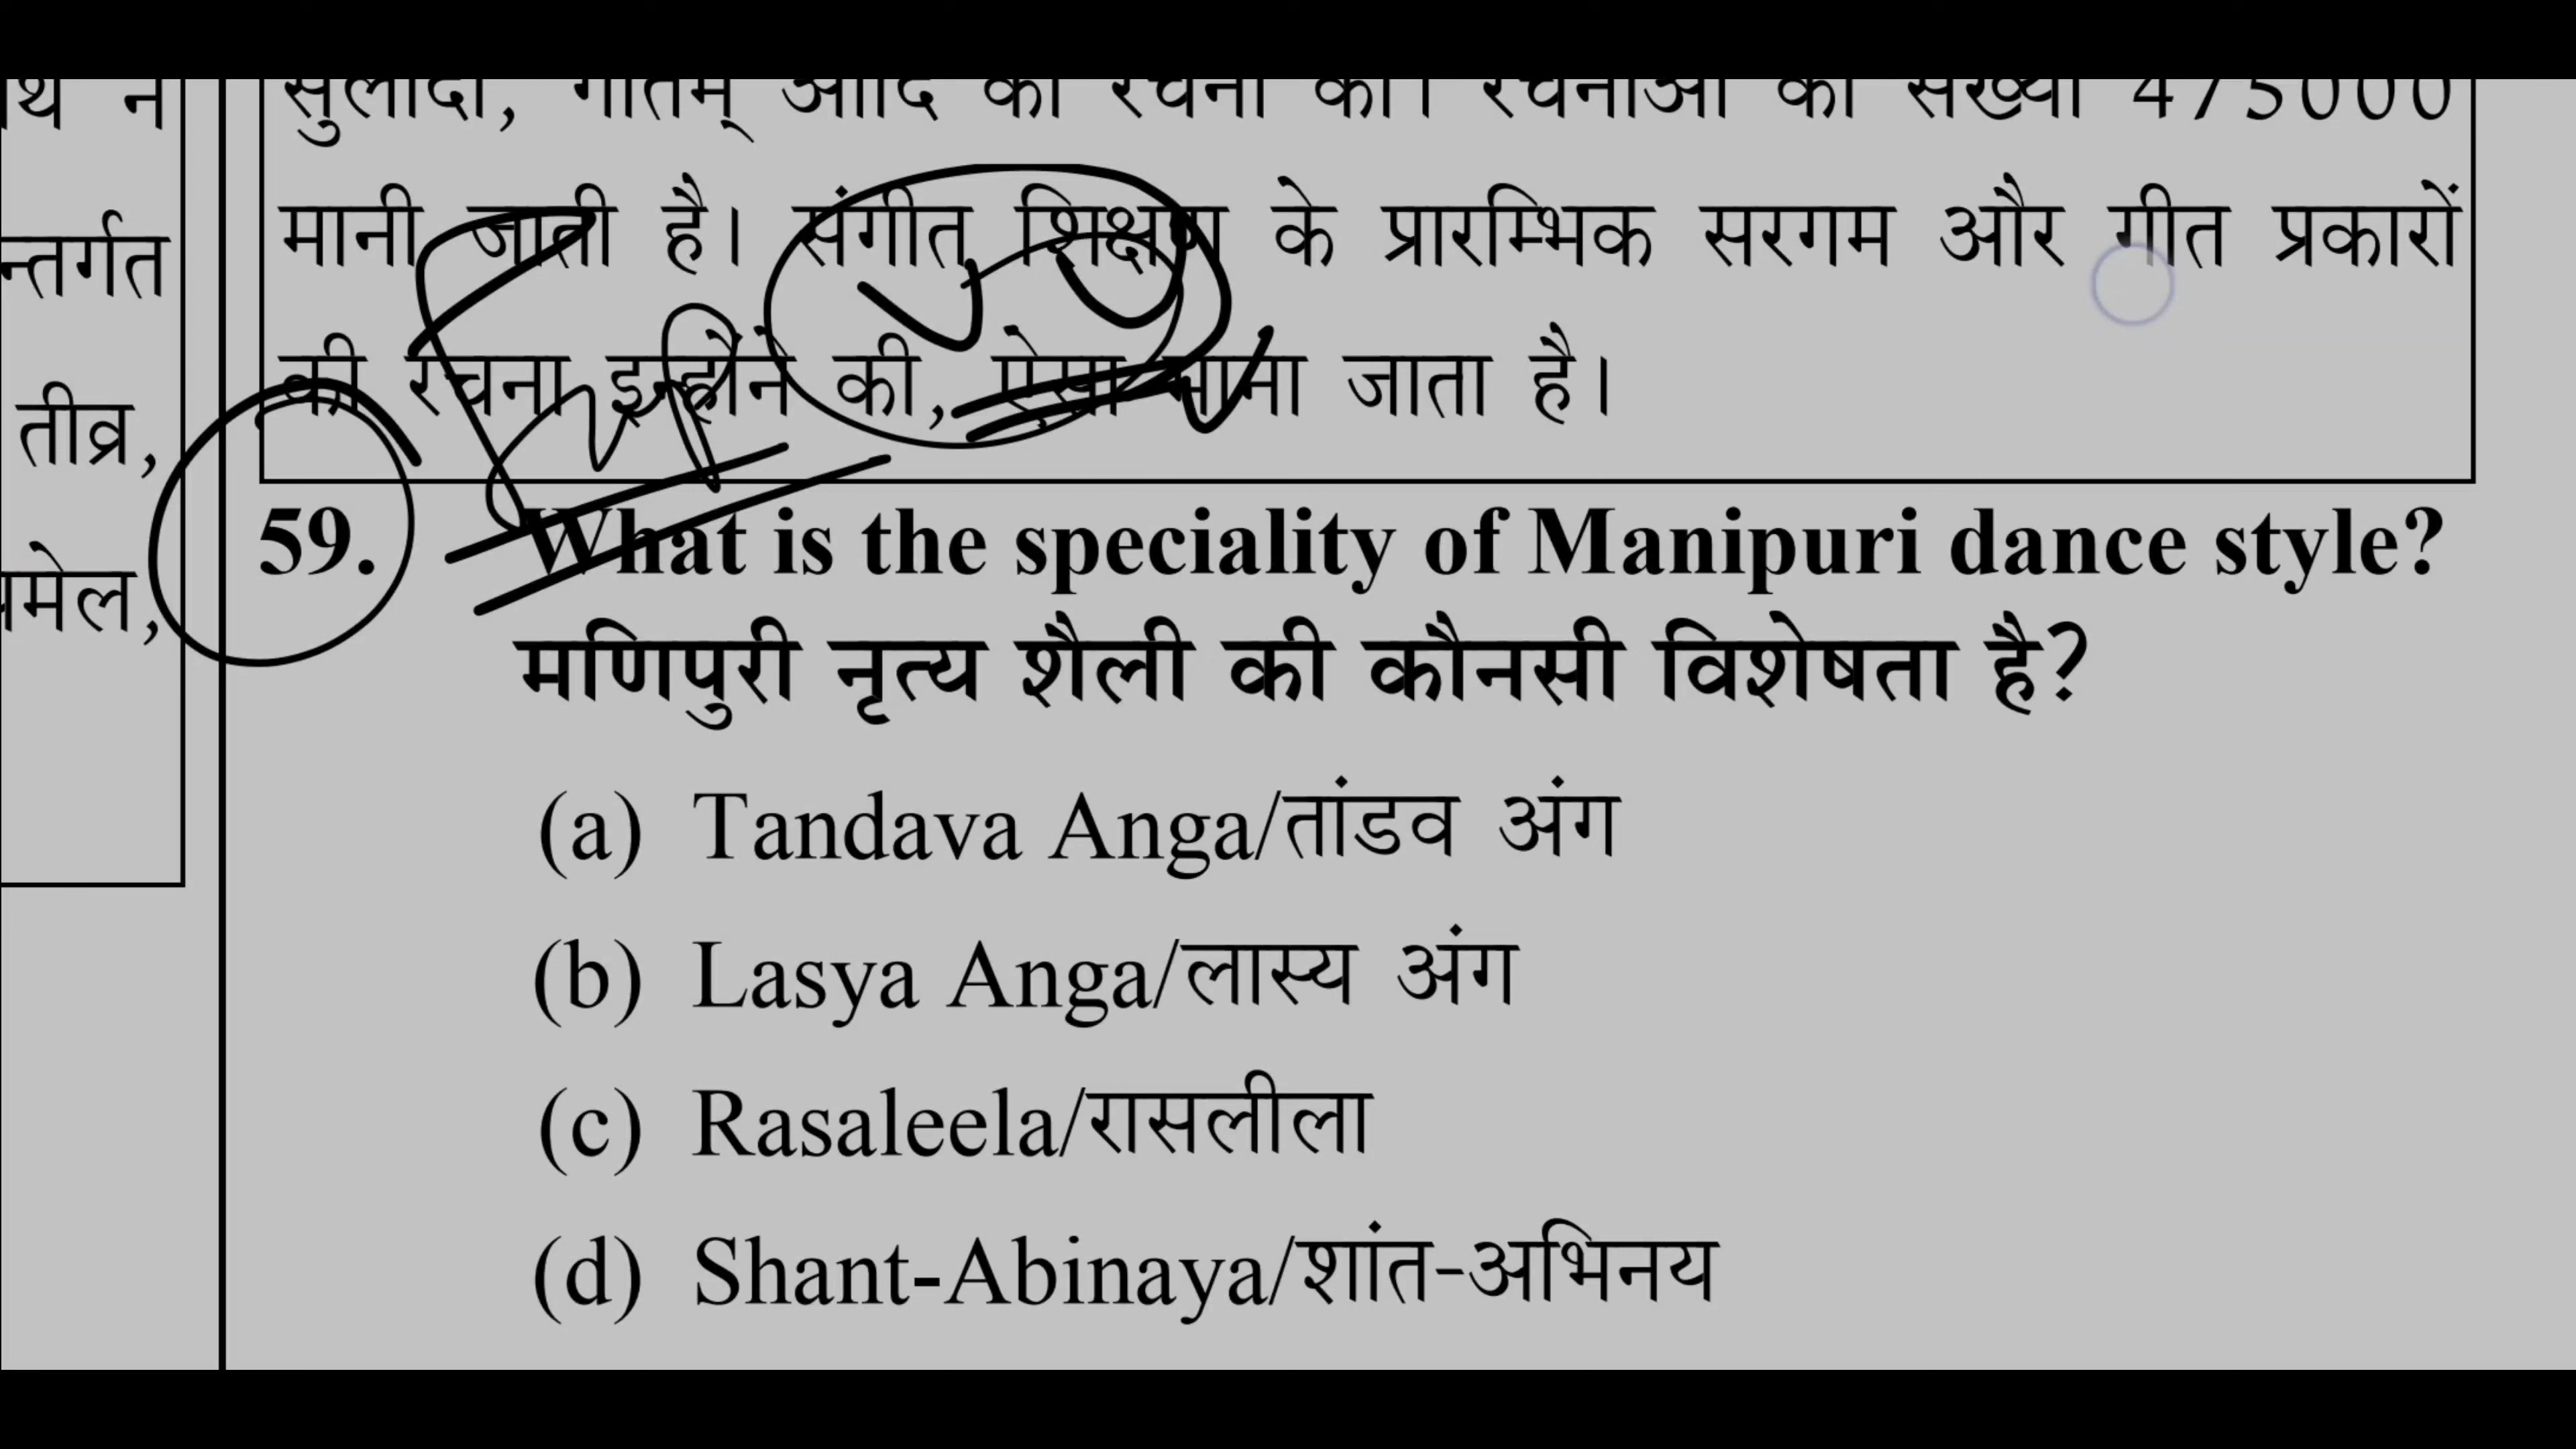 न्तर्गत
तीव्र,
मानी जाती है। संगीत शिक्षण के प्रारम्भिक सरगम और गीत प्रकारों
की रचना इन्होंने की, ऐसा माना जाता है।
59. What is the speciality of Manipuri dance style?
मणिपुरी नृत्य शैली की कौनसी विशेषता है?
(a) Tandava Anga/तांडव अंग
(b) Lasya Anga/लास्य अंग
(c) Rasaleela/रासलीला
(d) Shant-Abinaya/शांत-अभिनय